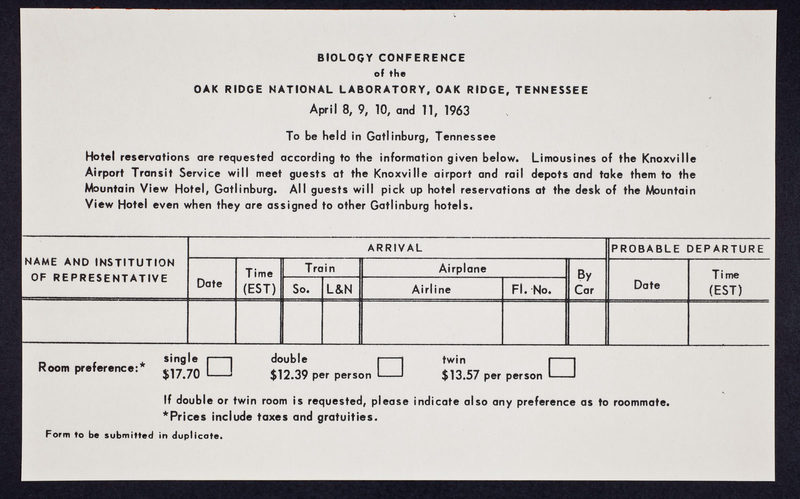 BIOLOGY CONFERENCE
of the
OAK RIDGE NATIONAL LABORATORY, OAK RIDGE, TENNESSEE
April 8, 9, 10, and 11, 1963
To be held in Gatlinburg, Tennessee
Hotel reservations are requested according to the information given below. Limousines of the Knoxville
Airport Transit Service will meet guests at the Knoxville airport and rail depots and take them to the
Mountain View Hotel, Gatlinburg. All guests will pick up hotel reservations at the desk of the Mountain
View Hotel even when they are assigned to other Gatlinburg hotels.
NAME AND INSTITUTION
OF REPRESENTATIVE
ARRIVAL
Date
Time
(EST)
Train
So. L&N
Airplane
Airline Fl. No.
By
Car
PROBABLE DEPARTURE
Date
Time
(EST)
Room preference:*
single
$17.70
double
$12.39 per person
twin
$13.57 per person
If double or twin room is requested, please indicate also any preference as to roommate.
*Prices include taxes and gratuities.
Form to be submitted in duplicate.